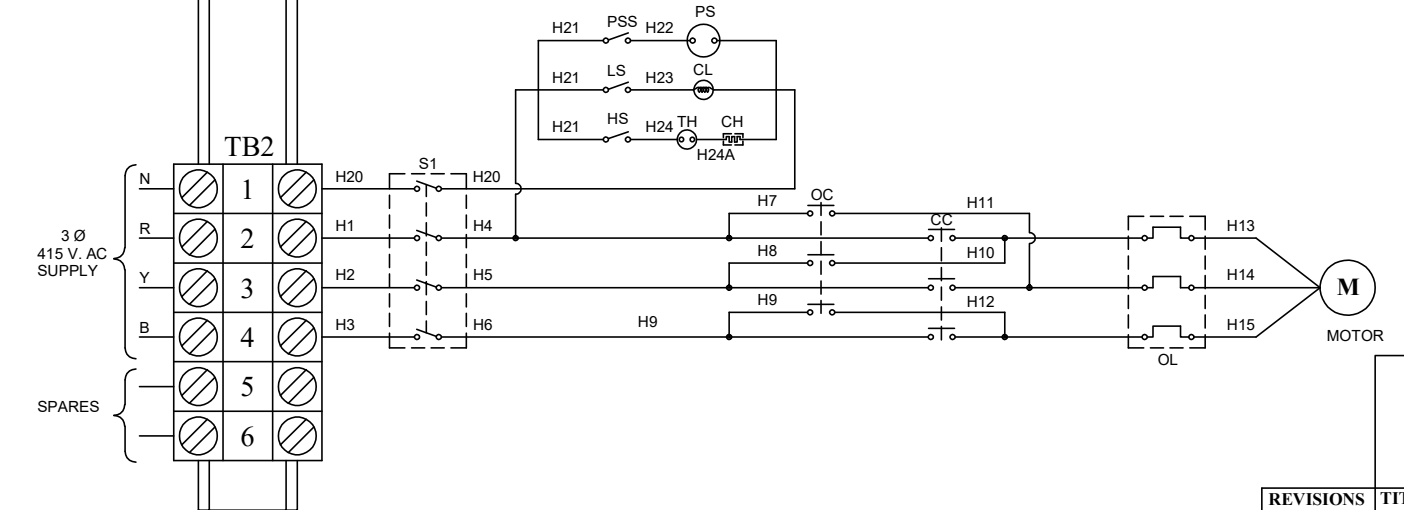 PS
H21 PSS H22
H21 LS H23 CL
H21 HS H24 TH CH
H24A
TB2
N 1 H20 S1 H20
R 2 H1 H4 H7 OC H11 CC H13
3 Ø
415 V. AC
SUPPLY
H8 H10
Y 3 H2 H5 H14 M
H9 H12
B 4 H3 H6 H9 H15
MOTOR
OL
SPARES
5
6
REVISIONS TIT